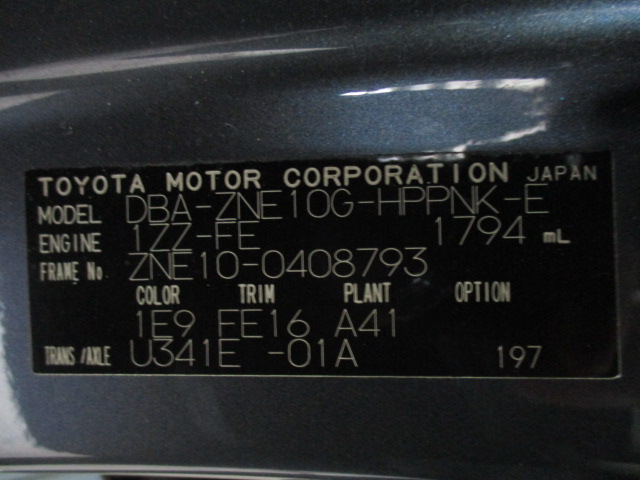 TOYOTA MOTOR CORPORATION JAPAN
MODEL DBA-ZNE10G-HPPNK-E
ENGINE 1ZZ-FE 1794 mL
FRAME No. ZNE10-0408793
COLOR TRIM PLANT OPTION
1E9 FE16 A41
TRANS/AXLE U341E -01A 197